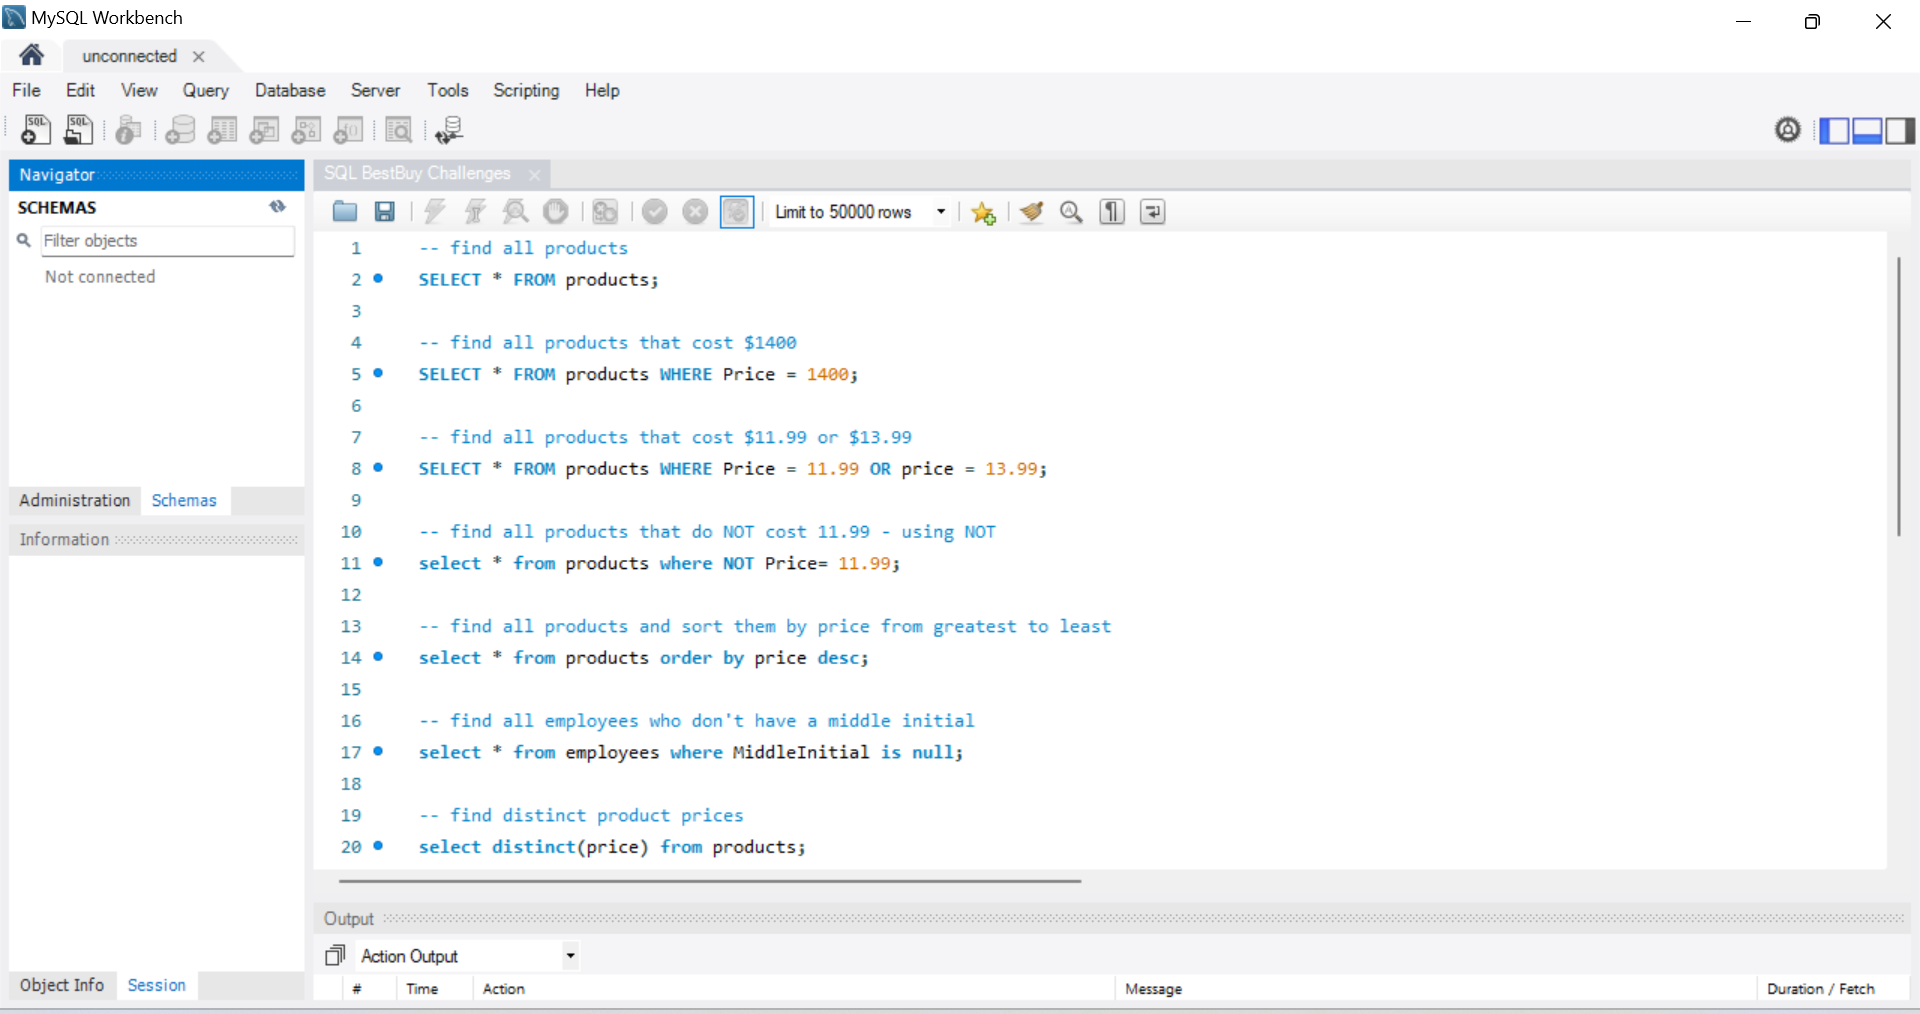 MySQL Workbench
unconnected
File Edit View Query Database Server Tools Scripting Help
SQL SQL
Navigator
SCHEMAS
Filter objects
Not connected
Administration Schemas
Information
Object Info Session
SQL BestBuy Challenges
Limit to 50000 rows
1 -- find all products
2 SELECT * FROM products;
3
4 -- find all products that cost $1400
5 SELECT * FROM products WHERE Price = 1400;
6
7 -- find all products that cost $11.99 or $13.99
8 SELECT * FROM products WHERE Price = 11.99 OR price = 13.99;
9
10 -- find all products that do NOT cost 11.99 - using NOT
11 select * from products where NOT Price= 11.99;
12
13 -- find all products and sort them by price from greatest to least
14 select * from products order by price desc;
15
16 -- find all employees who don't have a middle initial
17 select * from employees where MiddleInitial is null;
18
19 -- find distinct product prices
20 select distinct(price) from products;
Output
Action Output
# Time Action Message Duration / Fetch